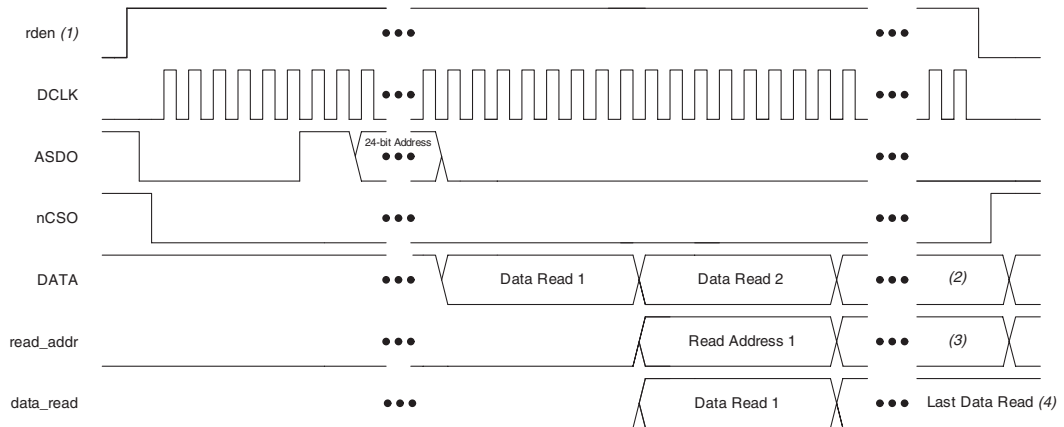 rden (1)
DCLK
24-bit Address
ASDO
nCSO
DATA Data Read 1 Data Read 2 (2)
read_addr Read Address 1 (3)
data_read Data Read 1 Last Data Read (4)